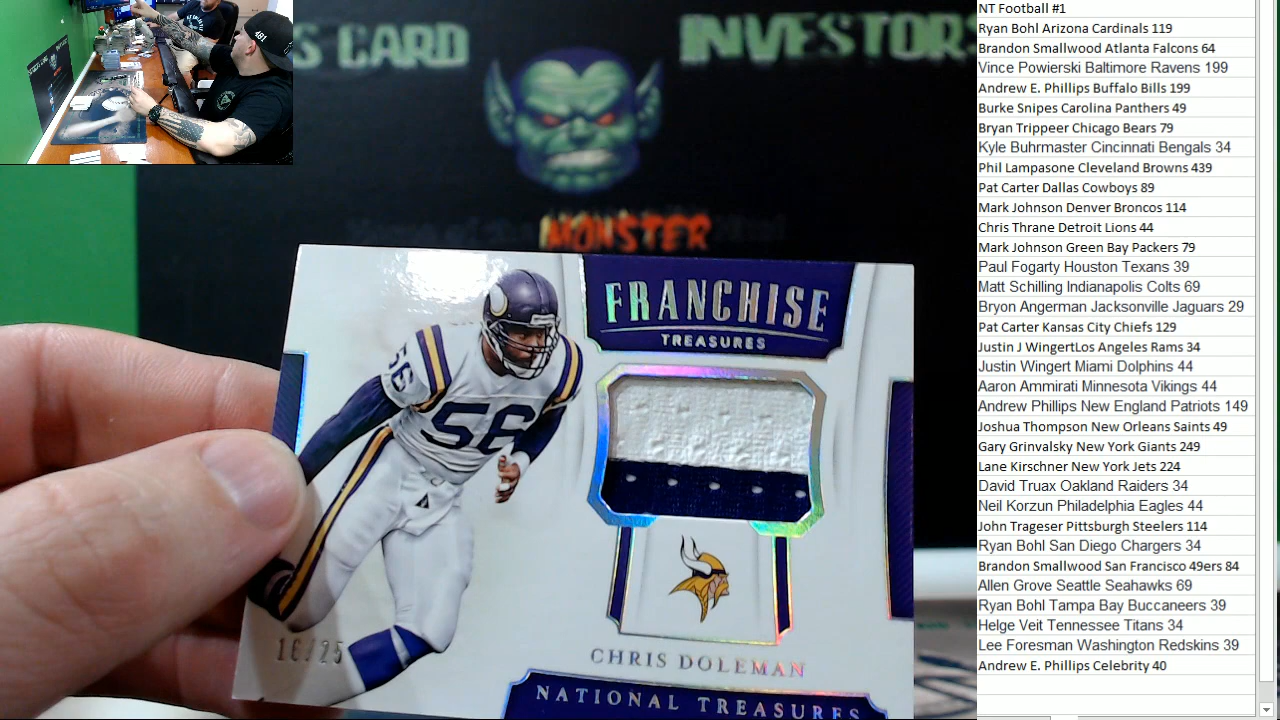 S CARD INVESTOR
MONSTER
FRANCHISE
TREASURES
56
56
16/25
CHRIS DOLEMAN
NATIONAL TREASURES
NT Football #1
Ryan Bohl Arizona Cardinals 119
Brandon Smallwood Atlanta Falcons 64
Vince Powierski Baltimore Ravens 199
Andrew E. Phillips Buffalo Bills 199
Burke Snipes Carolina Panthers 49
Bryan Trippeer Chicago Bears 79
Kyle Buhrmaster Cincinnati Bengals 34
Phil Lampasone Cleveland Browns 439
Pat Carter Dallas Cowboys 89
Mark Johnson Denver Broncos 114
Chris Thrane Detroit Lions 44
Mark Johnson Green Bay Packers 79
Paul Fogarty Houston Texans 39
Matt Schilling Indianapolis Colts 69
Bryon Angerman Jacksonville Jaguars 29
Pat Carter Kansas City Chiefs 129
Justin J WingertLos Angeles Rams 34
Justin Wingert Miami Dolphins 44
Aaron Ammirati Minnesota Vikings 44
Andrew Phillips New England Patriots 149
Joshua Thompson New Orleans Saints 49
Gary Grinvalsky New York Giants 249
Lane Kirschner New York Jets 224
David Truax Oakland Raiders 34
Neil Korzun Philadelphia Eagles 44
John Trageser Pittsburgh Steelers 114
Ryan Bohl San Diego Chargers 34
Brandon Smallwood San Francisco 49ers 84
Allen Grove Seattle Seahawks 69
Ryan Bohl Tampa Bay Buccaneers 39
Helge Veit Tennessee Titans 34
Lee Foresman Washington Redskins 39
Andrew E. Phillips Celebrity 40